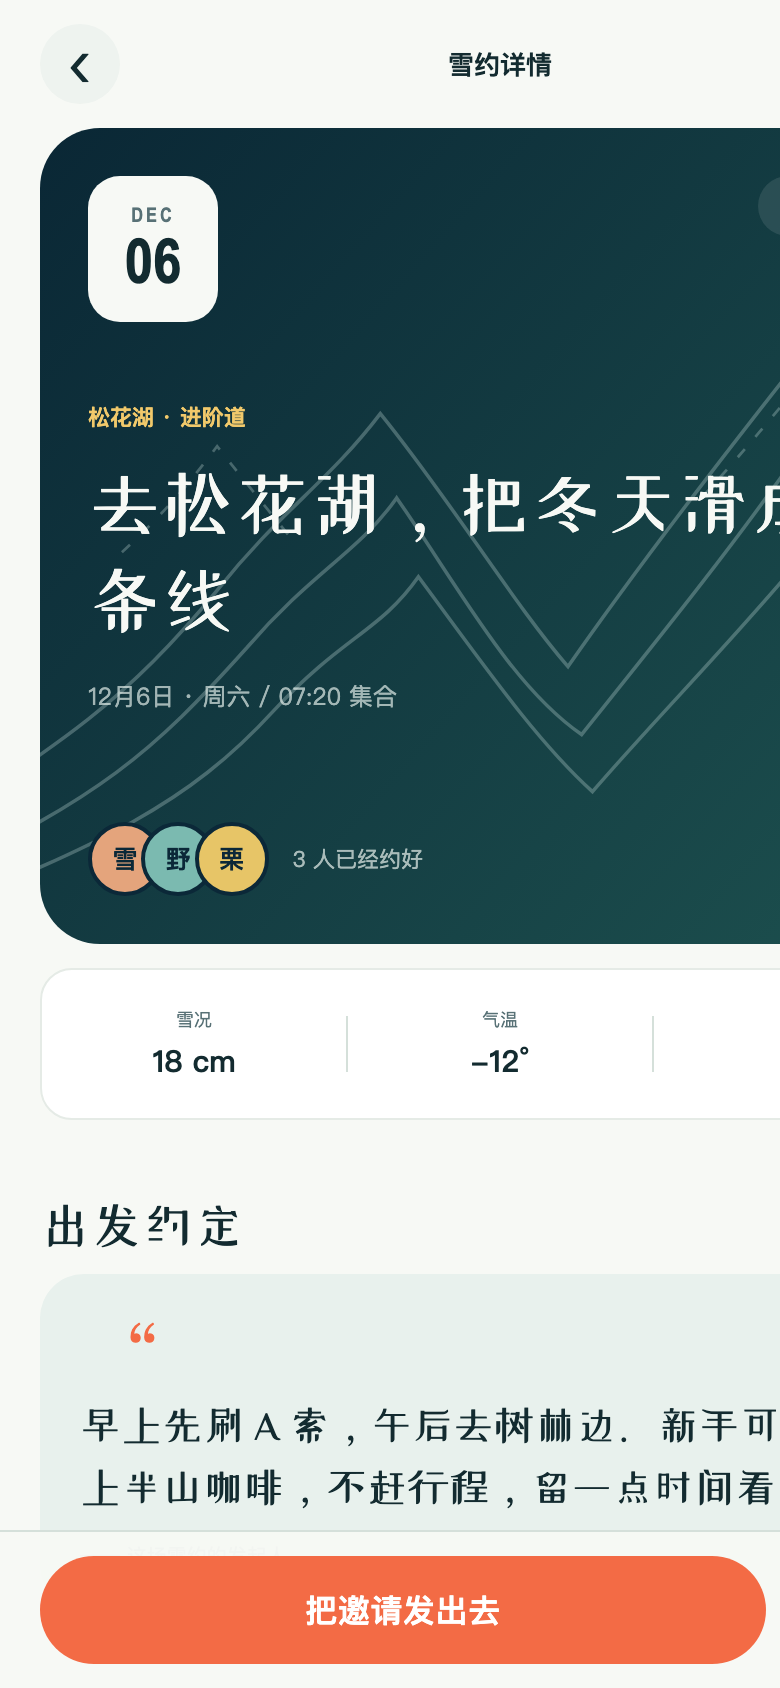 雪约详情
DEC
06
松花湖 · 进阶道
去松花湖，把冬天滑
条线
12月6日 · 周六 / 07:20 集合
雪 野 栗
3 人已经约好
雪况
18 cm
气温
−12°
出发约定
“
早上先刷 A 索，午后去树林边．新手可
上半山咖啡，不赶行程，留一点时间看
把邀请发出去